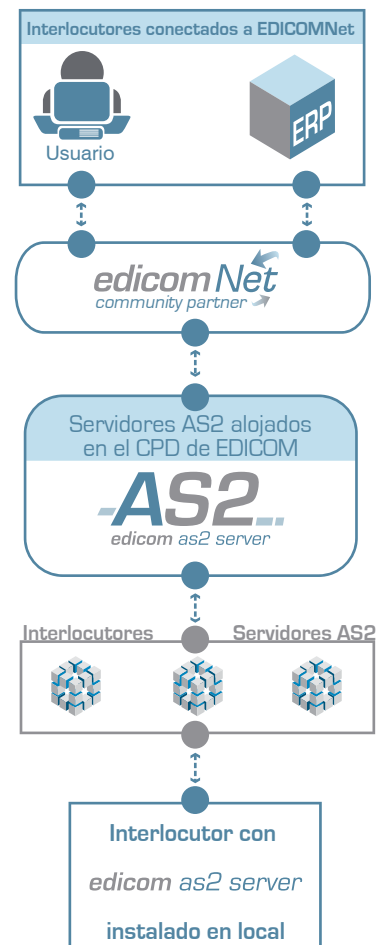 Interlocutores conectados a EDICOMNet
Usuario
ERP
edicom Net
community partner
Servidores AS2 alojados
en el CPD de EDICOM
AS2
edicom as2 server
Interlocutores Servidores AS2
Interlocutor con
edicom as2 server
instalado en local